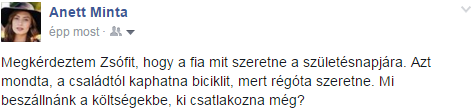 Anett Minta
épp most ·
Megkérdeztem Zsófit, hogy a fia mit szeretne a születésnapjára. Azt
mondta, a családtól kaphatna biciklit, mert régóta szeretne. Mi
beszállnánk a költségekbe, ki csatlakozna még?